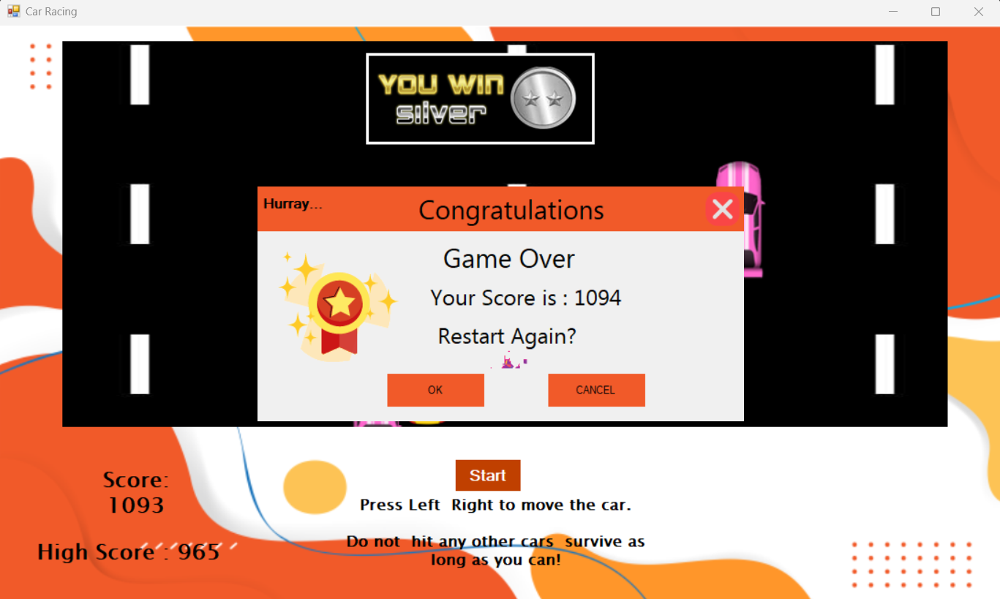 Car Racing
YOU WIN
silver
Hurray...
Congratulations
Game Over
Your Score is : 1094
Restart Again?
OK
CANCEL
Score:
1093
High Score : 965
Start
Press Left  Right to move the car.
Do not  hit any other cars  survive as
long as you can!